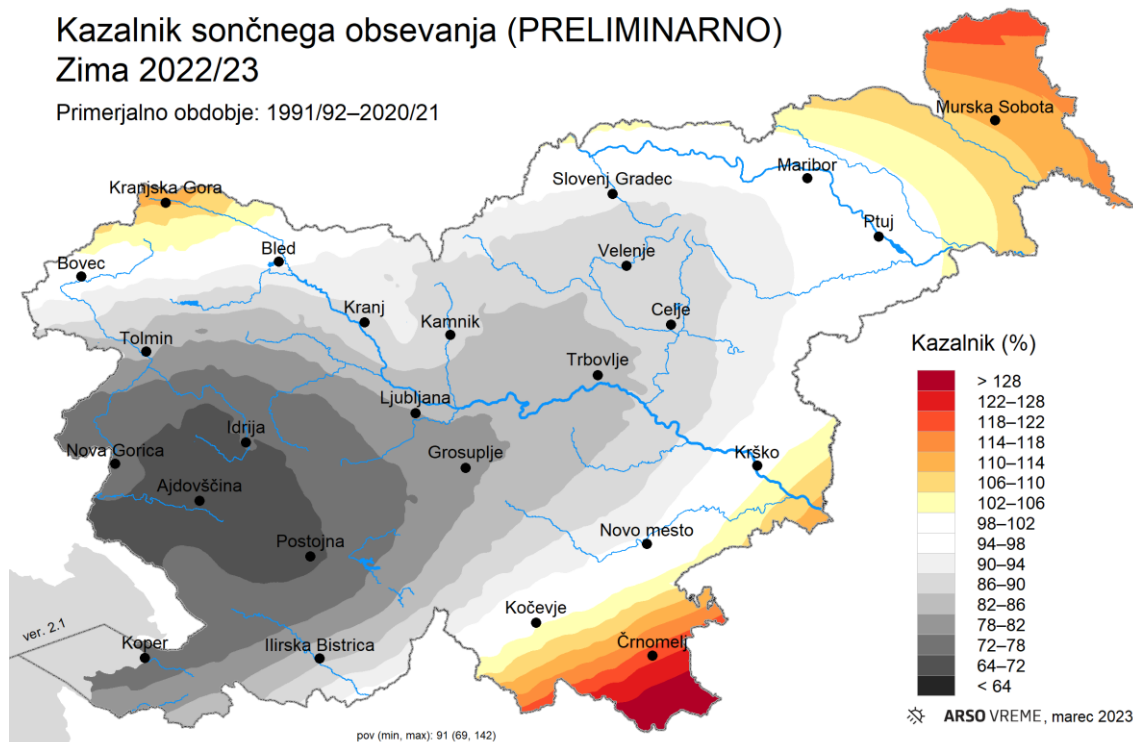 Kazalnik sončnega obsevanja (PRELIMINARNO)
Zima 2022/23
Primerjalno obdobje: 1991/92–2020/21
Murska Sobota
Maribor
Slovenj Gradec
Kranjska Gora
Ptuj
Bled
Velenje
Bovec
Kranj
Kamnik
Celje
Tolmin
Trbovlje
Ljubljana
Idrija
Nova Gorica
Grosuplje
Krško
Ajdovščina
Novo mesto
Postojna
Kočevje
ver. 2.1
Koper
Ilirska Bistrica
Črnomelj
Kazalnik (%)
> 128
122–128
118–122
114–118
110–114
106–110
102–106
98–102
94–98
90–94
86–90
82–86
78–82
72–78
64–72
< 64
ARSO VREME, marec 2023
pov (min, max): 91 (69, 142)